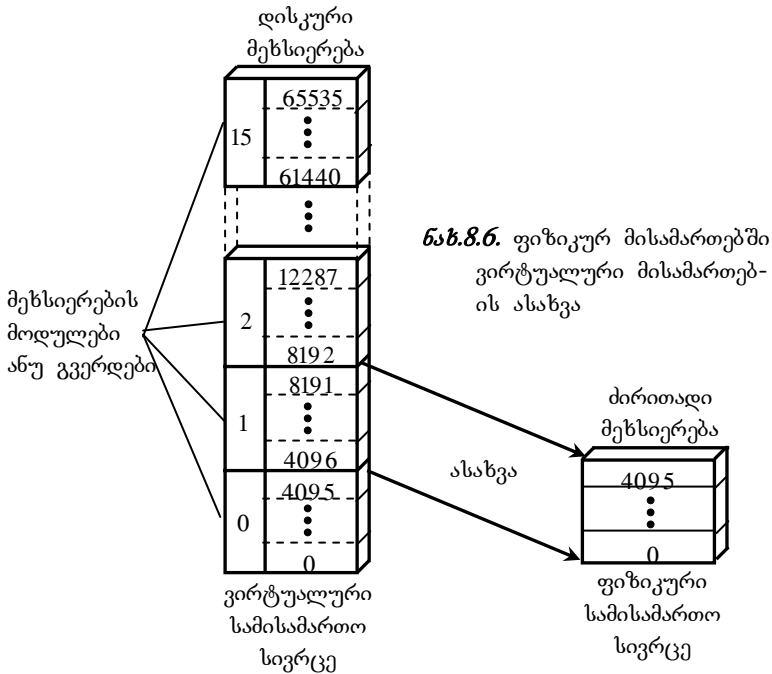 დისკური
მეხსიერება
65535
15
61440
ნახ.8.6. ფიზიკურ მისამართებში
ვირტუალური მისამართებ-
ის ასახვა
12287
2
8192
მეხსიერების
მოდულები
ანუ გვერდები
8191
1
4096
4095
0
0
ვირტუალური
სამისამართო
სივრცე
ასახვა
ძირითადი
მეხსიერება
4095
0
ფიზიკური
სამისამართო
სივრცე